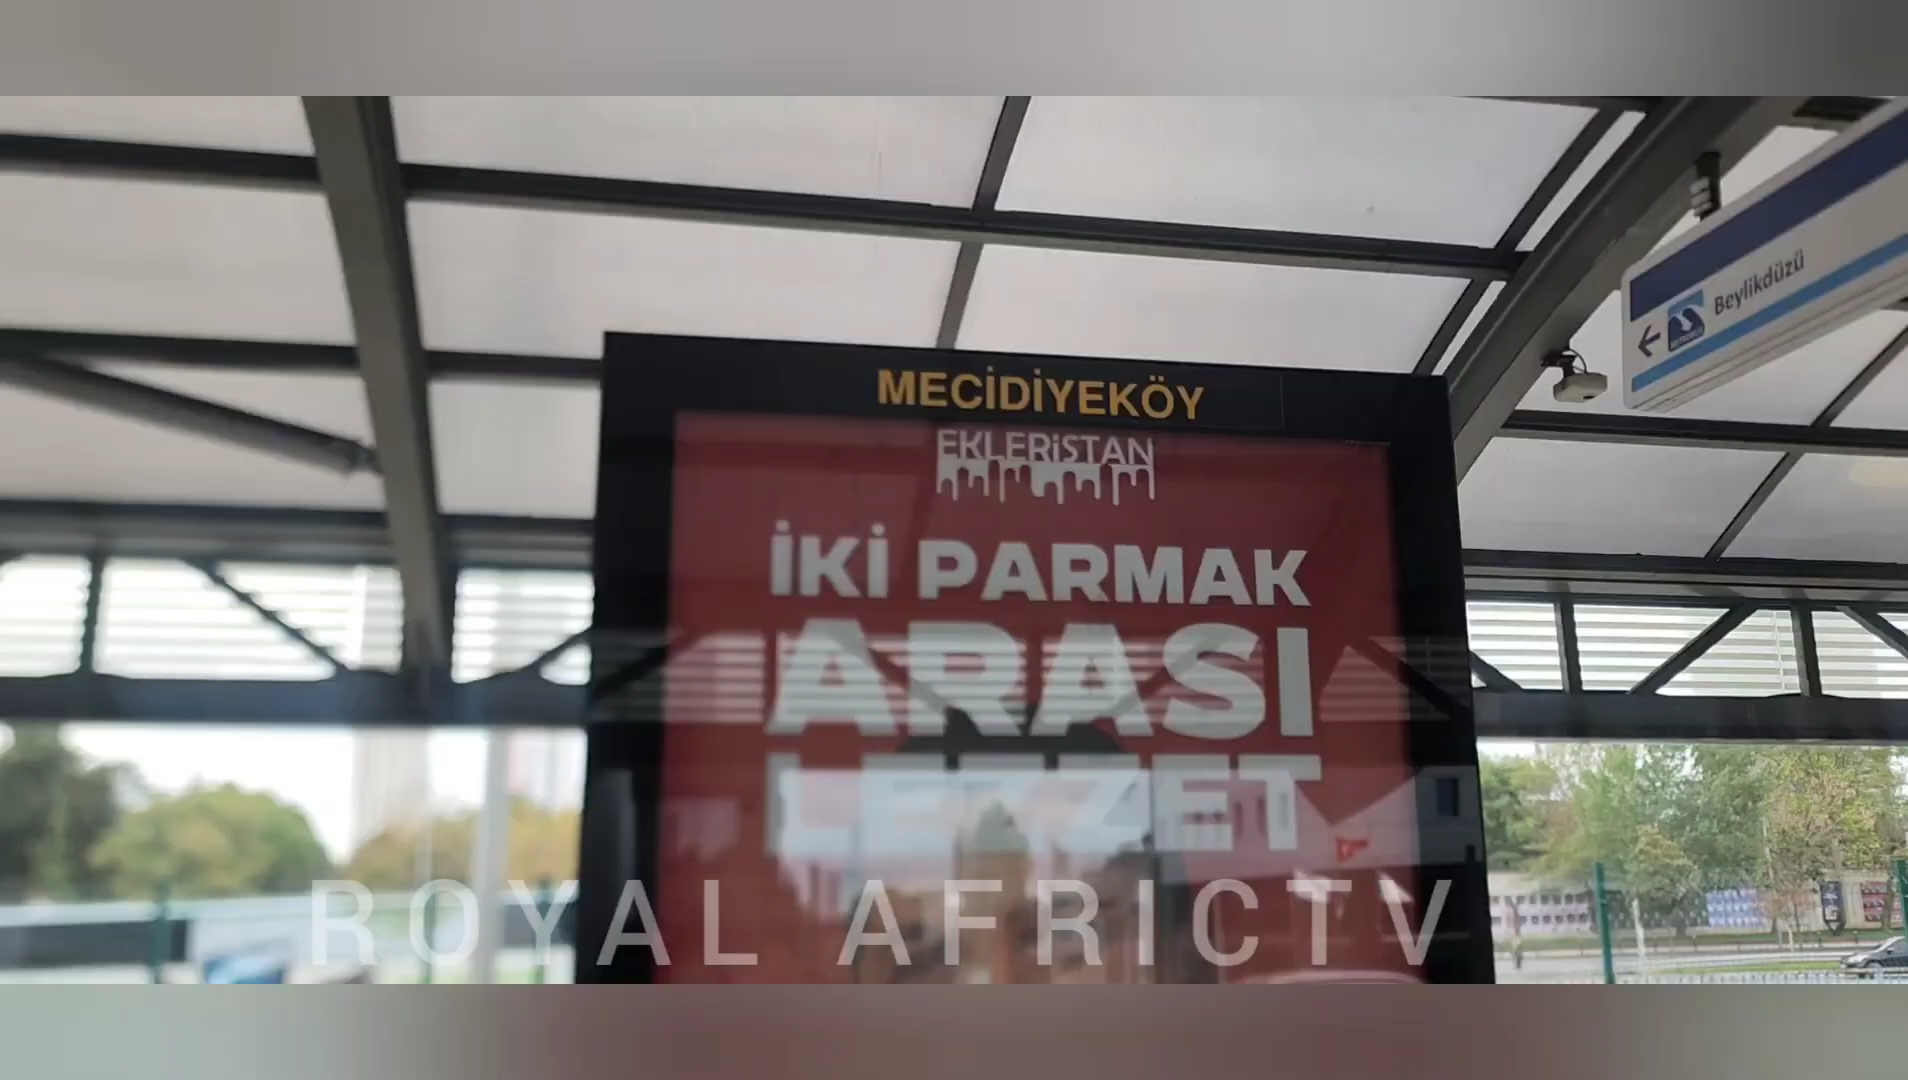 MECİDİYEKÖY
Beylikdüzü
EKLERİSTAN
İKİ PARMAK
ARASI
LEZZET
ROYAL AFRICTV